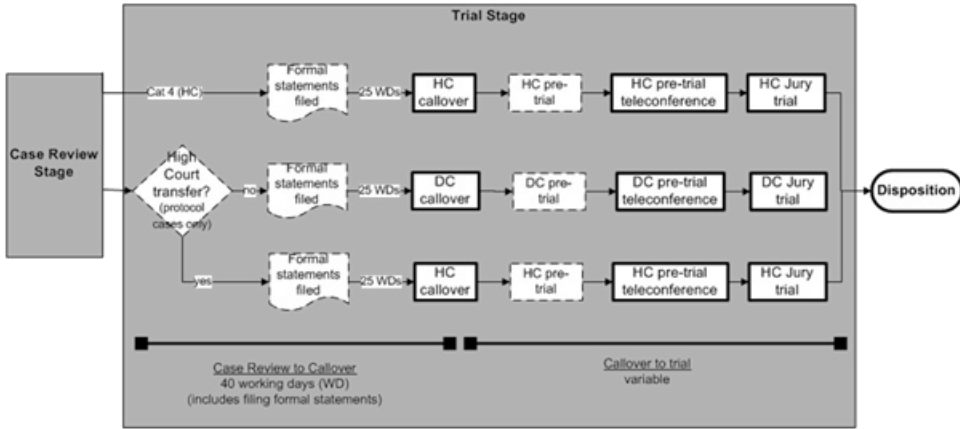 Trial Stage
Case Review
Stage
Cat 4 (HC)
Formal
statements
filed
25 WDs
HC
callover
HC pre-
trial
HC pre-trial
teleconference
HC Jury
trial
High
Court
transfer?
(protocol
cases only)
no
Formal
statements
filed
25 WDs
DC
callover
DC pre-
trial
DC pre-trial
teleconference
DC Jury
trial
Disposition
yes
Formal
statements
filed
25 WDs
HC
callover
HC pre-
trial
HC pre-trial
teleconference
HC Jury
trial
Case Review to Callover
40 working days (WD)
(includes filing formal statements)
Callover to trial
variable